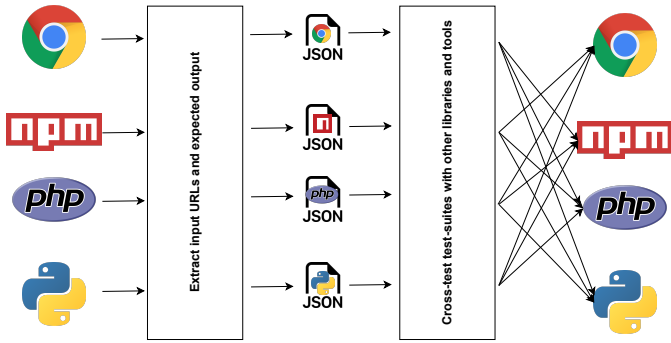 npm
php
Extract input URLs and expected output
JSON
n
JSON
php
JSON
JSON
Cross-test test-suites with other libraries and tools
npm
php